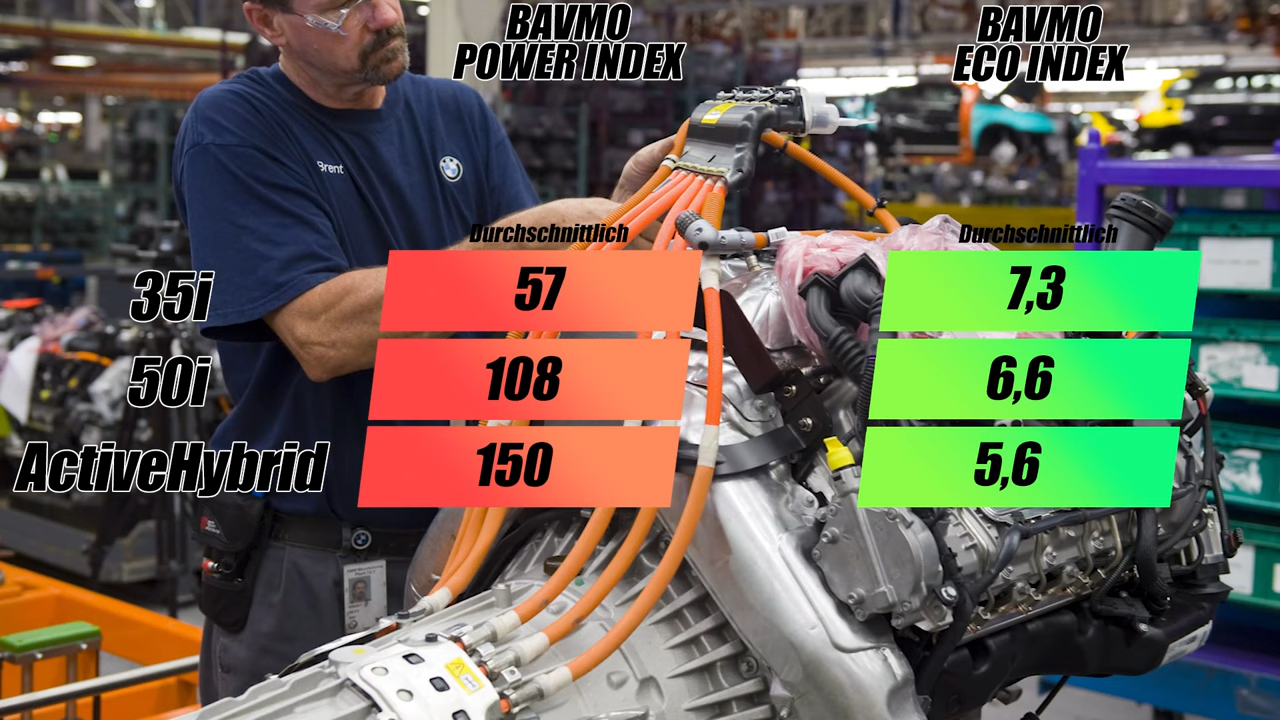 BAVMO
POWER INDEX
BAVMO
ECO INDEX
Brent
Durchschnittlich
Durchschnittlich
35i
57
7,3
50i
108
6,6
ActiveHybrid
150
5,6